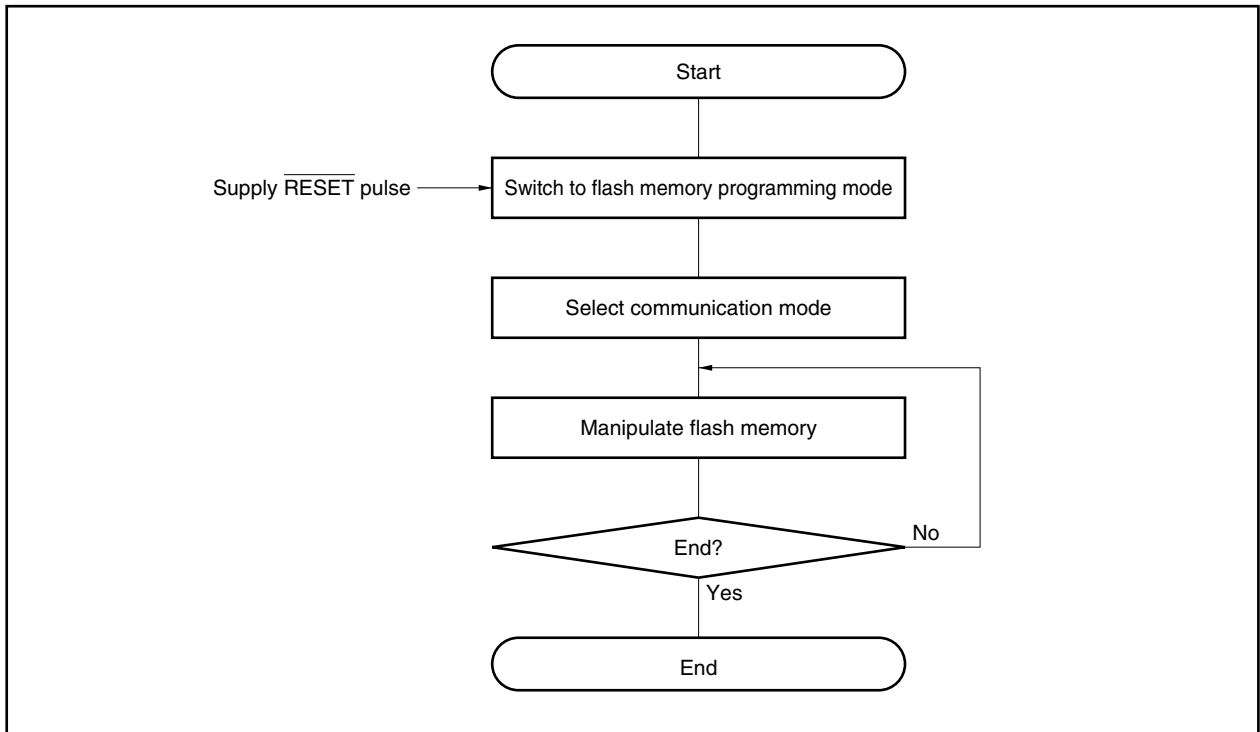 Start
Supply RESET pulse
Switch to flash memory programming mode
Select communication mode
Manipulate flash memory
End?
No
Yes
End